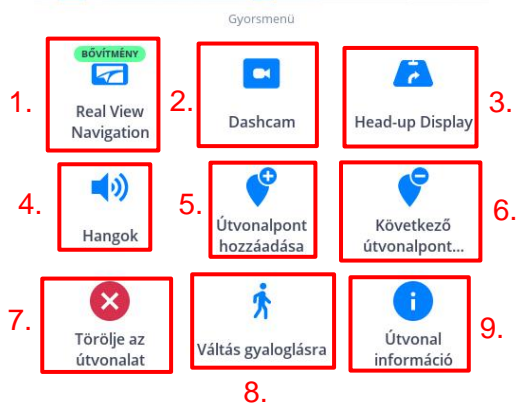 Gyorsmenü
BŐVÍTMÉNY
1.
Real View
Navigation
2.
Dashcam
Head-up Display
3.
4.
Hangok
5.
Útvonalpont
hozzáadása
Következő
útvonalpont...
6.
7.
Törölje az
útvonalat
Váltás gyaloglásra
8.
Útvonal
információ
9.